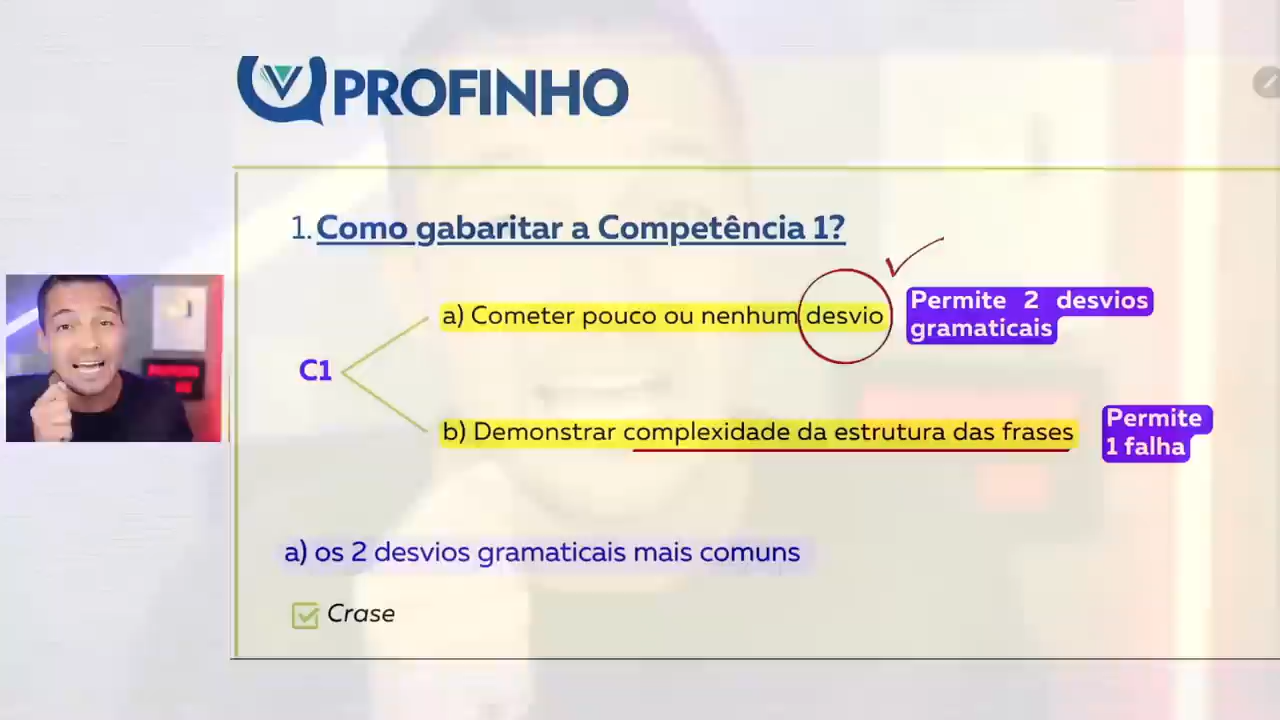 PROFINHO
1. Como gabaritar a Competência 1?
a) Cometer pouco ou nenhum desvio
Permite 2 desvios
gramaticais
C1
b) Demonstrar complexidade da estrutura das frases
Permite
1 falha
a) os 2 desvios gramaticais mais comuns
Crase